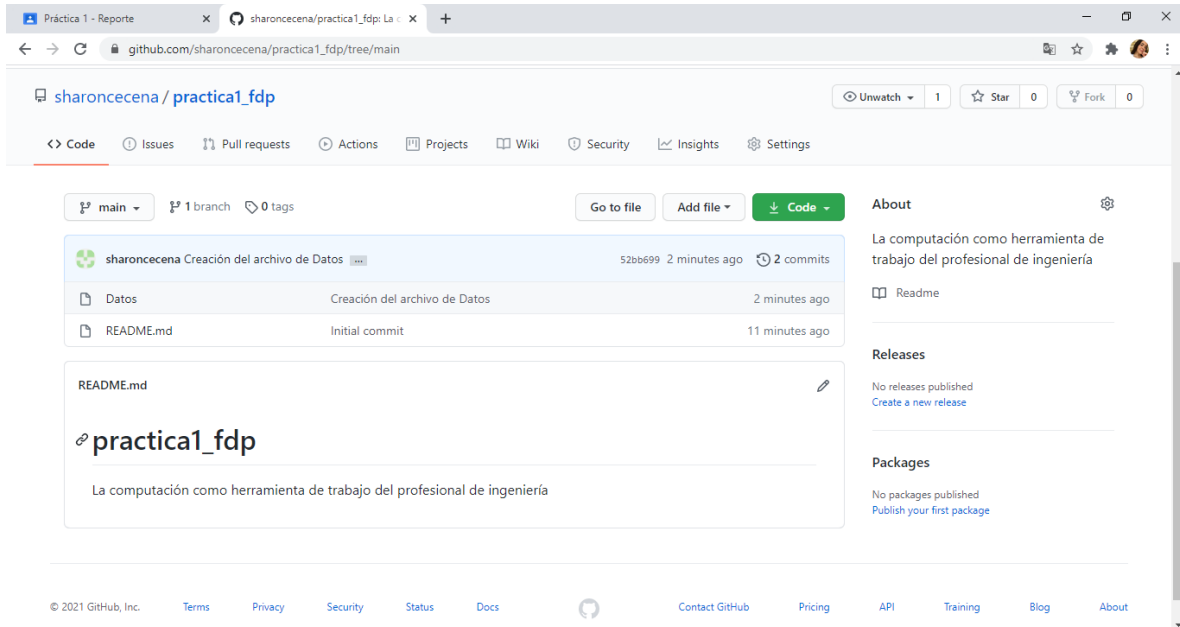 Práctica 1 - Reporte
sharoncecena/practica1_fdp: La c
github.com/sharoncecena/practica1_fdp/tree/main
sharoncecena / practica1_fdp
Unwatch 1 Star 0 Fork 0
Code Issues Pull requests Actions Projects Wiki Security Insights Settings
main 1 branch 0 tags Go to file Add file Code
sharoncecena Creación del archivo de Datos ... 52bb699 2 minutes ago 2 commits
Datos Creación del archivo de Datos 2 minutes ago
README.md Initial commit 11 minutes ago
README.md
practica1_fdp
La computación como herramienta de trabajo del profesional de ingeniería
About
La computación como herramienta de
trabajo del profesional de ingeniería
Readme
Releases
No releases published
Create a new release
Packages
No packages published
Publish your first package
© 2021 GitHub, Inc. Terms Privacy Security Status Docs Contact GitHub Pricing API Training Blog About